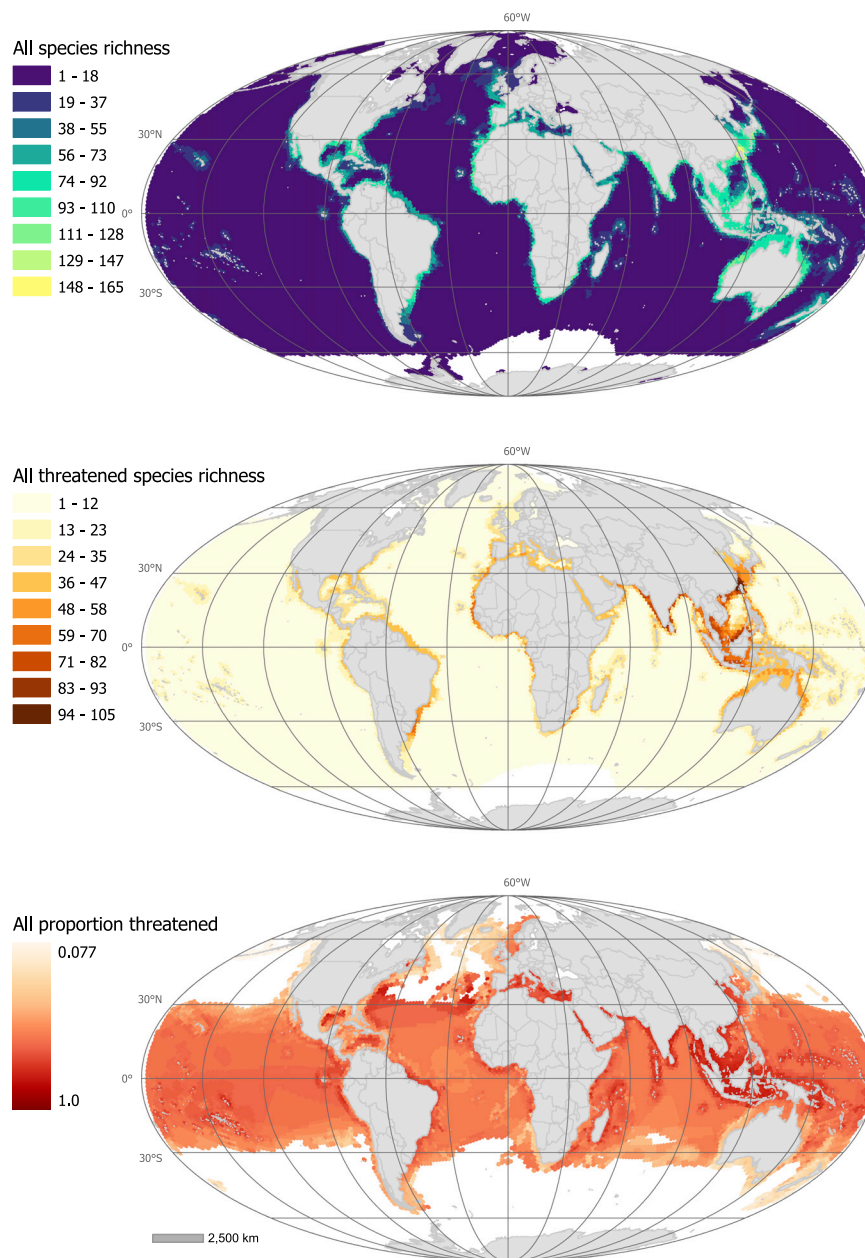 60°W
All species richness
1 - 18
19 - 37
38 - 55
56 - 73
74 - 92
93 - 110
111 - 128
129 - 147
148 - 165
30°N
0°
30°S
60°W
All threatened species richness
1 - 12
13 - 23
24 - 35
36 - 47
48 - 58
59 - 70
71 - 82
83 - 93
94 - 105
30°N
0°
30°S
60°W
All proportion threatened
0.077
1.0
30°N
0°
30°S
2,500 km